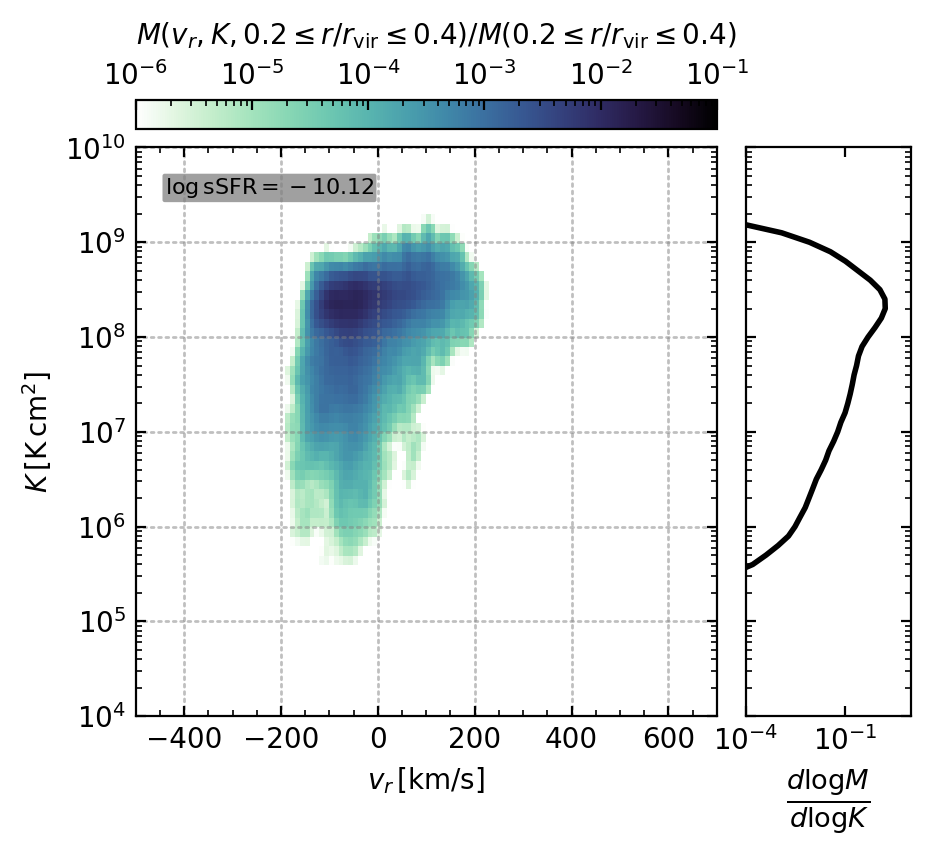 M(v_r, K, 0.2 ≤ r/r_vir ≤ 0.4)/M(0.2 ≤ r/r_vir ≤ 0.4)
10^−6 10^−5 10^−4 10^−3 10^−2 10^−1
10^10
log sSFR = −10.12
10^9
10^8
10^7
K [K cm^2]
10^6
10^5
10^4
−400 −200 0 200 400 600 10^−4 10^−1
v_r [km/s]
dlogM
dlogK